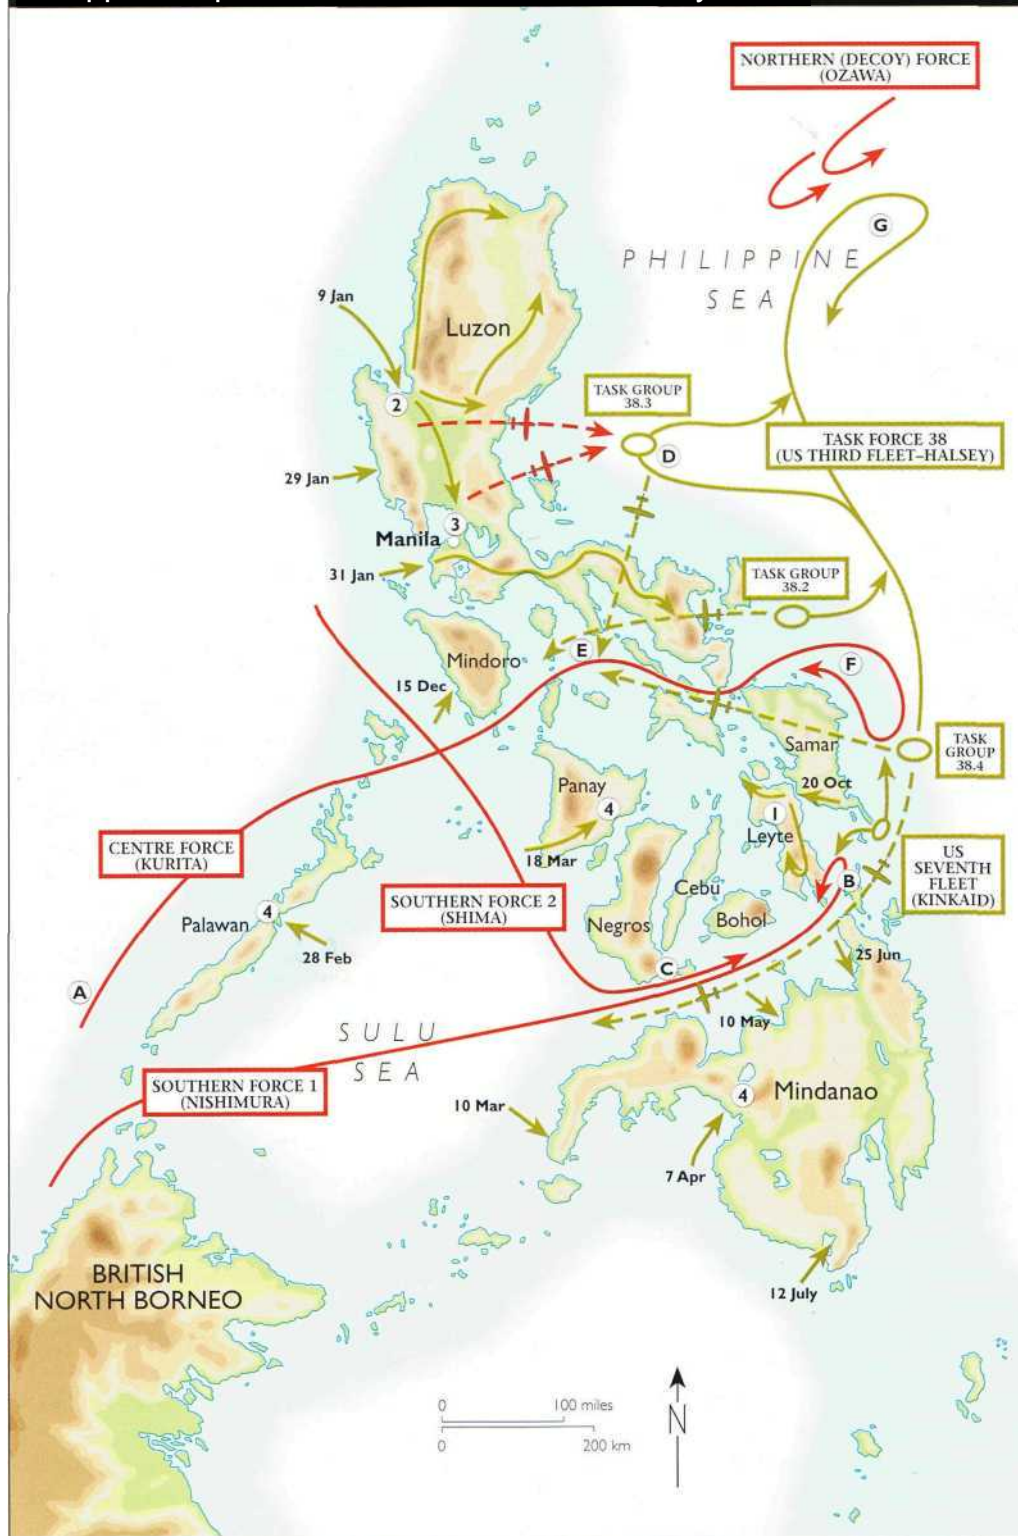 NORTHERN (DECOY) FORCE
(OZAWA)
G
PHILIPPINE
SEA
9 Jan
Luzon
2
TASK GROUP
38.3
D
TASK FORCE 38
(US THIRD FLEET–HALSEY)
29 Jan
3
Manila
31 Jan
TASK GROUP
38.2
E
F
Mindoro
15 Dec
TASK
GROUP
38.4
Samar
20 Oct
Panay
4
1
Leyte
18 Mar
CENTRE FORCE
(KURITA)
US
SEVENTH
FLEET
(KINKAID)
B
Cebu
SOUTHERN FORCE 2
(SHIMA)
Negros
Bohol
4
Palawan
28 Feb
25 Jun
C
A
10 May
SULU
SEA
SOUTHERN FORCE 1
(NISHIMURA)
4
Mindanao
10 Mar
7 Apr
BRITISH
NORTH BORNEO
12 July
0 100 miles
0 200 km
N